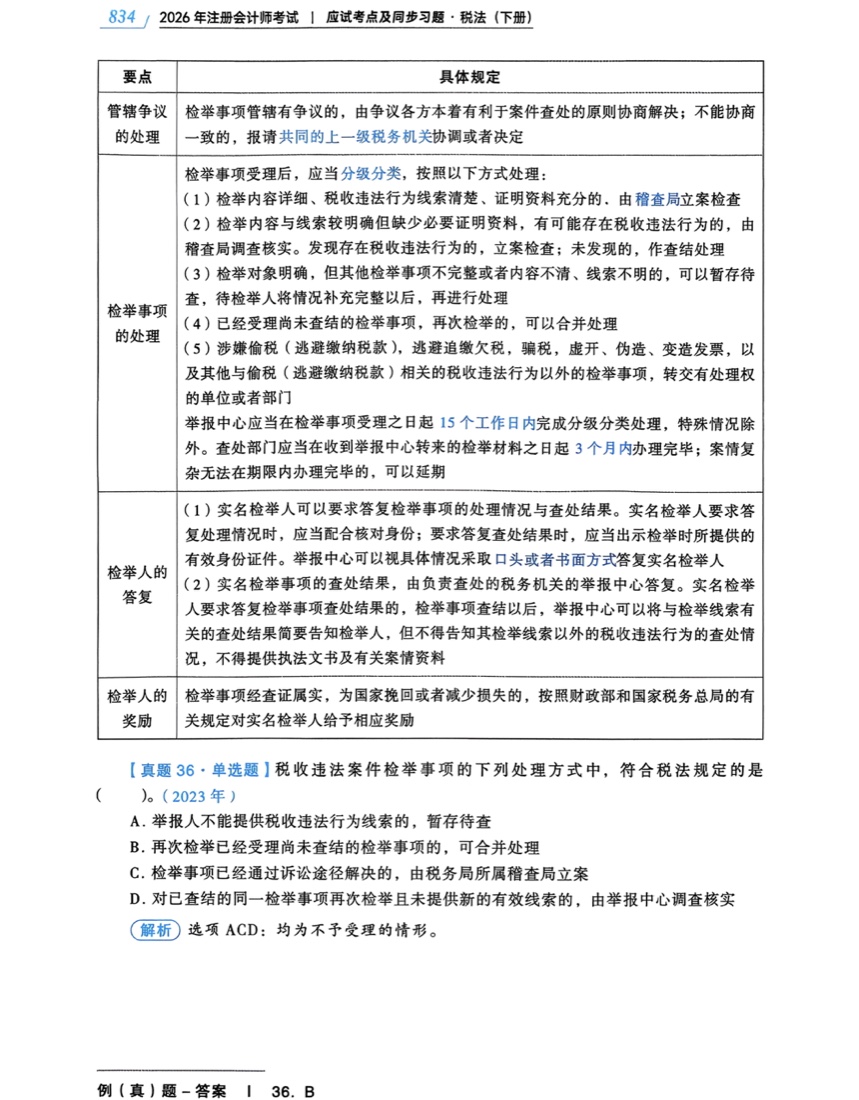 834 / 2026年注册会计师考试 | 应试考点及同步习题·税法（下册）
要点 具体规定
管辖争议
的处理
检举事项管辖有争议的，由争议各方本着有利于案件查处的原则协商解决；不能协商
一致的，报请共同的上一级税务机关协调或者决定
检举事项
的处理
检举事项受理后，应当分级分类，按照以下方式处理：
（1）检举内容详细、税收违法行为线索清楚、证明资料充分的．由稽查局立案检查
（2）检举内容与线索较明确但缺少必要证明资料，有可能存在税收违法行为的，由
稽查局调查核实。发现存在税收违法行为的，立案检查；未发现的，作查结处理
（3）检举对象明确，但其他检举事项不完整或者内容不清、线索不明的，可以暂存待
查，待检举人将情况补充完整以后，再进行处理
（4）已经受理尚未查结的检举事项，再次检举的，可以合并处理
（5）涉嫌偷税（逃避缴纳税款），逃避追缴欠税，骗税，虚开、伪造、变造发票，以
及其他与偷税（逃避缴纳税款）相关的税收违法行为以外的检举事项，转交有处理权
的单位或者部门
举报中心应当在检举事项受理之日起 15 个工作日内完成分级分类处理，特殊情况除
外。查处部门应当在收到举报中心转来的检举材料之日起 3 个月内办理完毕；案情复
杂无法在期限内办理完毕的，可以延期
检举人的
答复
（1）实名检举人可以要求答复检举事项的处理情况与查处结果。实名检举人要求答
复处理情况时，应当配合核对身份；要求答复查处结果时，应当出示检举时所提供的
有效身份证件。举报中心可以视具体情况采取口头或者书面方式答复实名检举人
（2）实名检举事项的查处结果，由负责查处的税务机关的举报中心答复。实名检举
人要求答复检举事项查处结果的，检举事项查结以后，举报中心可以将与检举线索有
关的查处结果简要告知检举人，但不得告知其检举线索以外的税收违法行为的查处情
况，不得提供执法文书及有关案情资料
检举人的
奖励
检举事项经查证属实，为国家挽回或者减少损失的，按照财政部和国家税务总局的有
关规定对实名检举人给予相应奖励
【真题 36·单选题】税收违法案件检举事项的下列处理方式中，符合税法规定的是
（ ）。（2023 年）
A. 举报人不能提供税收违法行为线索的，暂存待查
B. 再次检举已经受理尚未查结的检举事项的，可合并处理
C. 检举事项已经通过诉讼途径解决的，由税务局所属稽查局立案
D. 对已查结的同一检举事项再次检举且未提供新的有效线索的，由举报中心调查核实
解析 选项 ACD：均为不予受理的情形。
例（真）题－答案 | 36. B